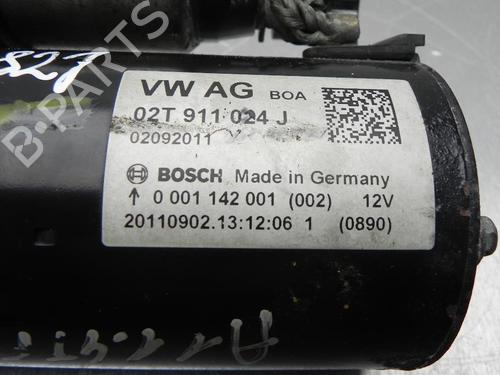 827
VW AG BOA
02T 911 024 J
02092011
BOSCH Made in Germany
↑ 0 001 142 001 (002) 12V
20110902.13:12:06 1 (0890)
B-PARTS